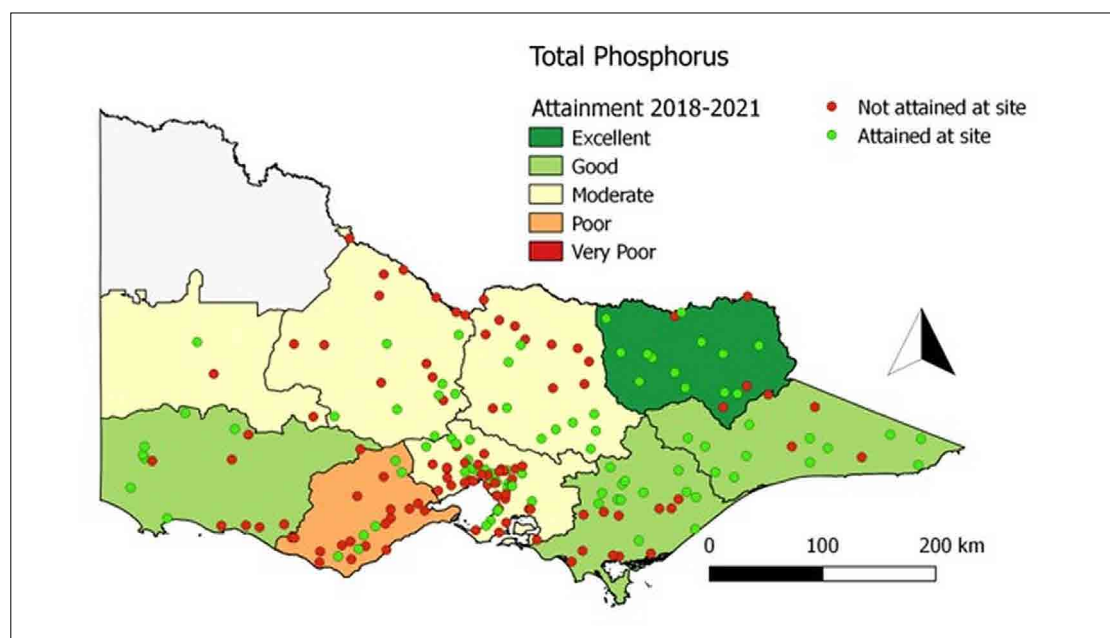 Total Phosphorus
Attainment 2018-2021
Excellent
Good
Moderate
Poor
Very Poor
Not attained at site
Attained at site
0 100 200 km